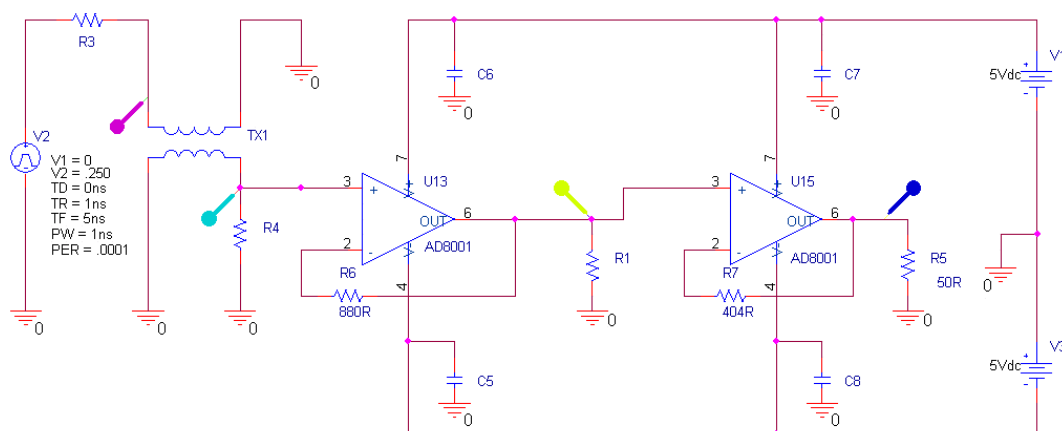 R3
0
C6
0
C7
0
V1
5Vdc
+
-
V2
V1 = 0
V2 = .250
TD = 0ns
TR = 1ns
TF = 5ns
PW = 1ns
PER = .0001
TX1
7
U13
3
+
OUT
6
2
-
AD8001
4
R4
R6
880R
R1
7
U15
3
+
OUT
6
2
-
AD8001
4
R7
404R
R5
50R
0
0
0
0
0
0
C5
0
C8
0
V3
5Vdc
+
-